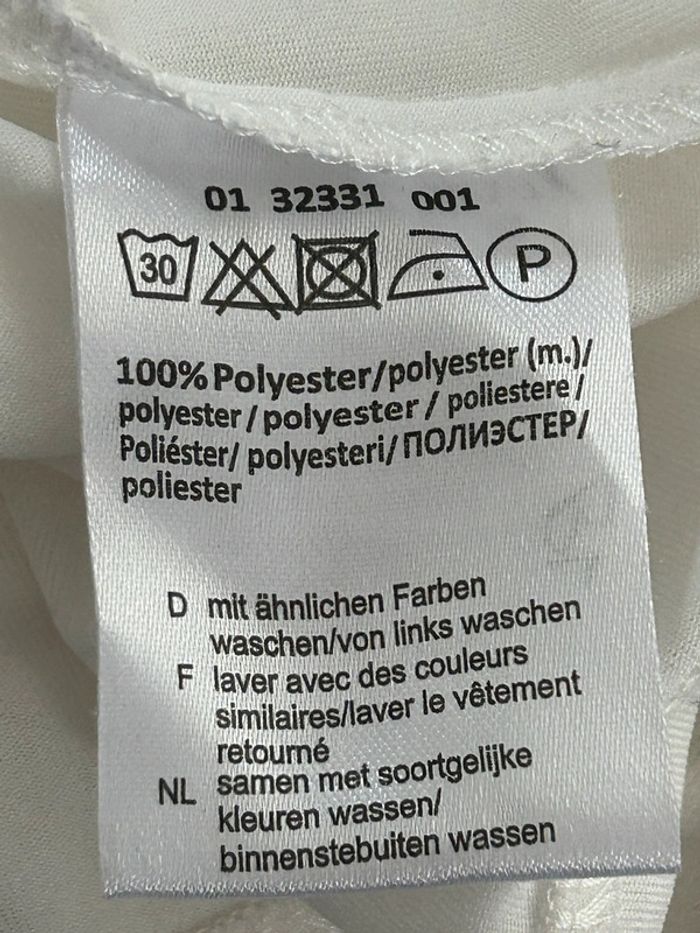 01 32331 001
30 P
100% Polyester/polyester (m.)/
polyester / polyester / poliestere /
Poliéster/ polyesteri/ ПОЛИЭСТЕР/
poliester
D mit ähnlichen Farben
waschen/von links waschen
F laver avec des couleurs
similaires/laver le vêtement
retourné
NL samen met soortgelijke
kleuren wassen/
binnenstebuiten wassen